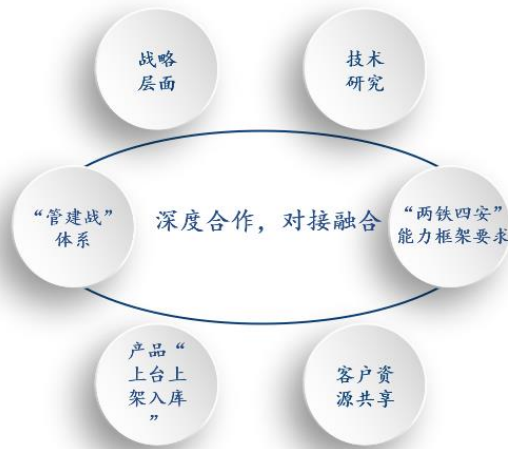 战略
层面
技术
研究
“管建战”
体系
深度合作，对接融合
“两铁四安”
能力框架要求
产品“
上台上
架入库
”
客户资
源共享